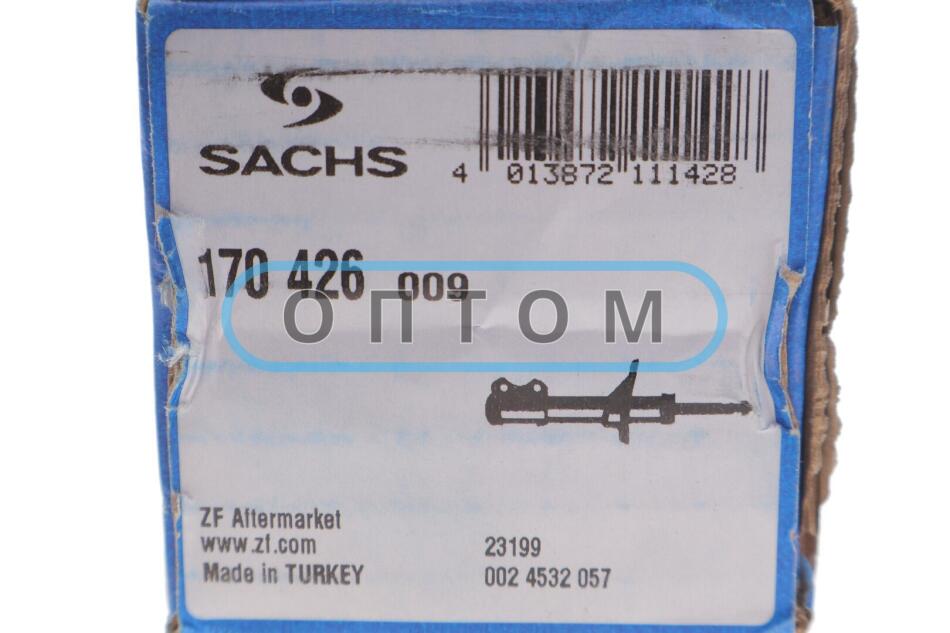 SACHS
4 013872 111428
170 426 009
ОПТОМ
ZF Aftermarket
www.zf.com
Made in TURKEY
23199
002 4532 057